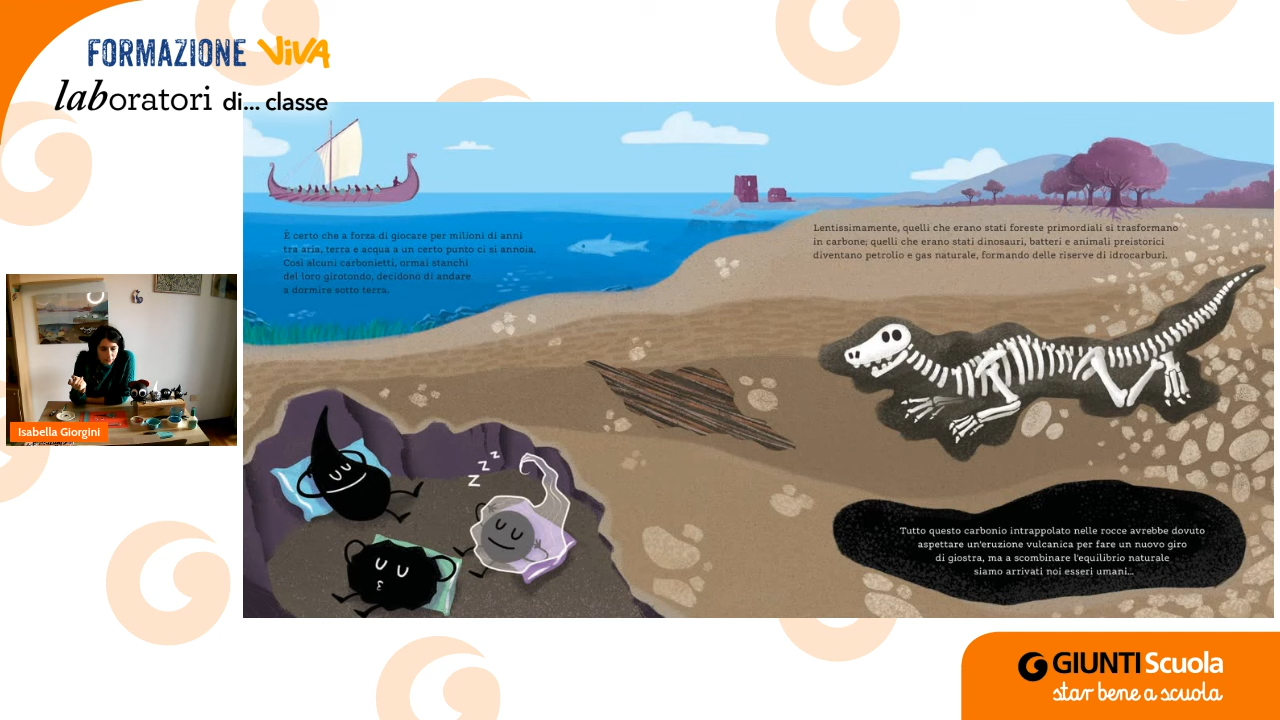 FORMAZIONE VIVA
laboratori di... classe
È certo che a forza di giocare per milioni di anni
tra aria, terra e acqua a un certo punto ci si annoia.
Così alcuni carbonietti, ormai stanchi
del loro girotondo, decidono di andare
a dormire sotto terra.
Lentissimamente, quelli che erano stati foreste primordiali si trasformano
in carbone; quelli che erano stati dinosauri, batteri e animali preistorici
diventano petrolio e gas naturale, formando delle riserve di idrocarburi.
Isabella Giorgini
z z z
Tutto questo carbonio intrappolato nelle rocce avrebbe dovuto
aspettare un'eruzione vulcanica per fare un nuovo giro
di giostra, ma a scombinare l'equilibrio naturale
siamo arrivati noi esseri umani...
GIUNTI Scuola
star bene a scuola